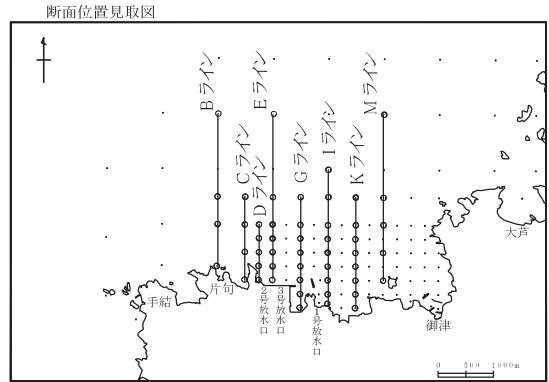 断面位置見取図
Bライン
Cライン
Dライン
Eライン
Gライン
Iライン
Kライン
Mライン
大芦
片句
手結
2号放水口
3号放水口
1号放水口
御津
0 500 1000m